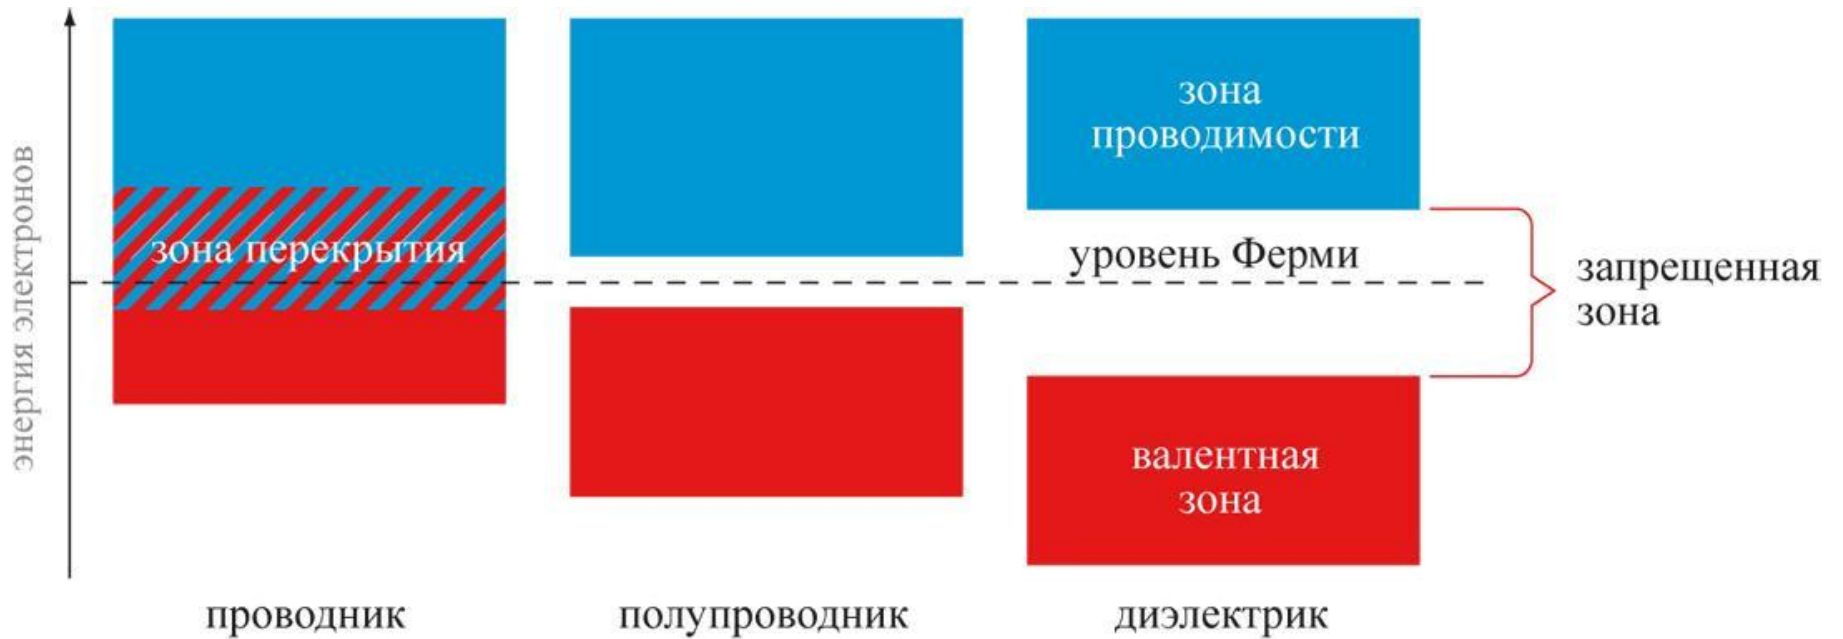 энергия электронов
зона перекрытия
зона
проводимости
уровень Ферми
запрещенная
зона
валентная
зона
проводник
полупроводник
диэлектрик